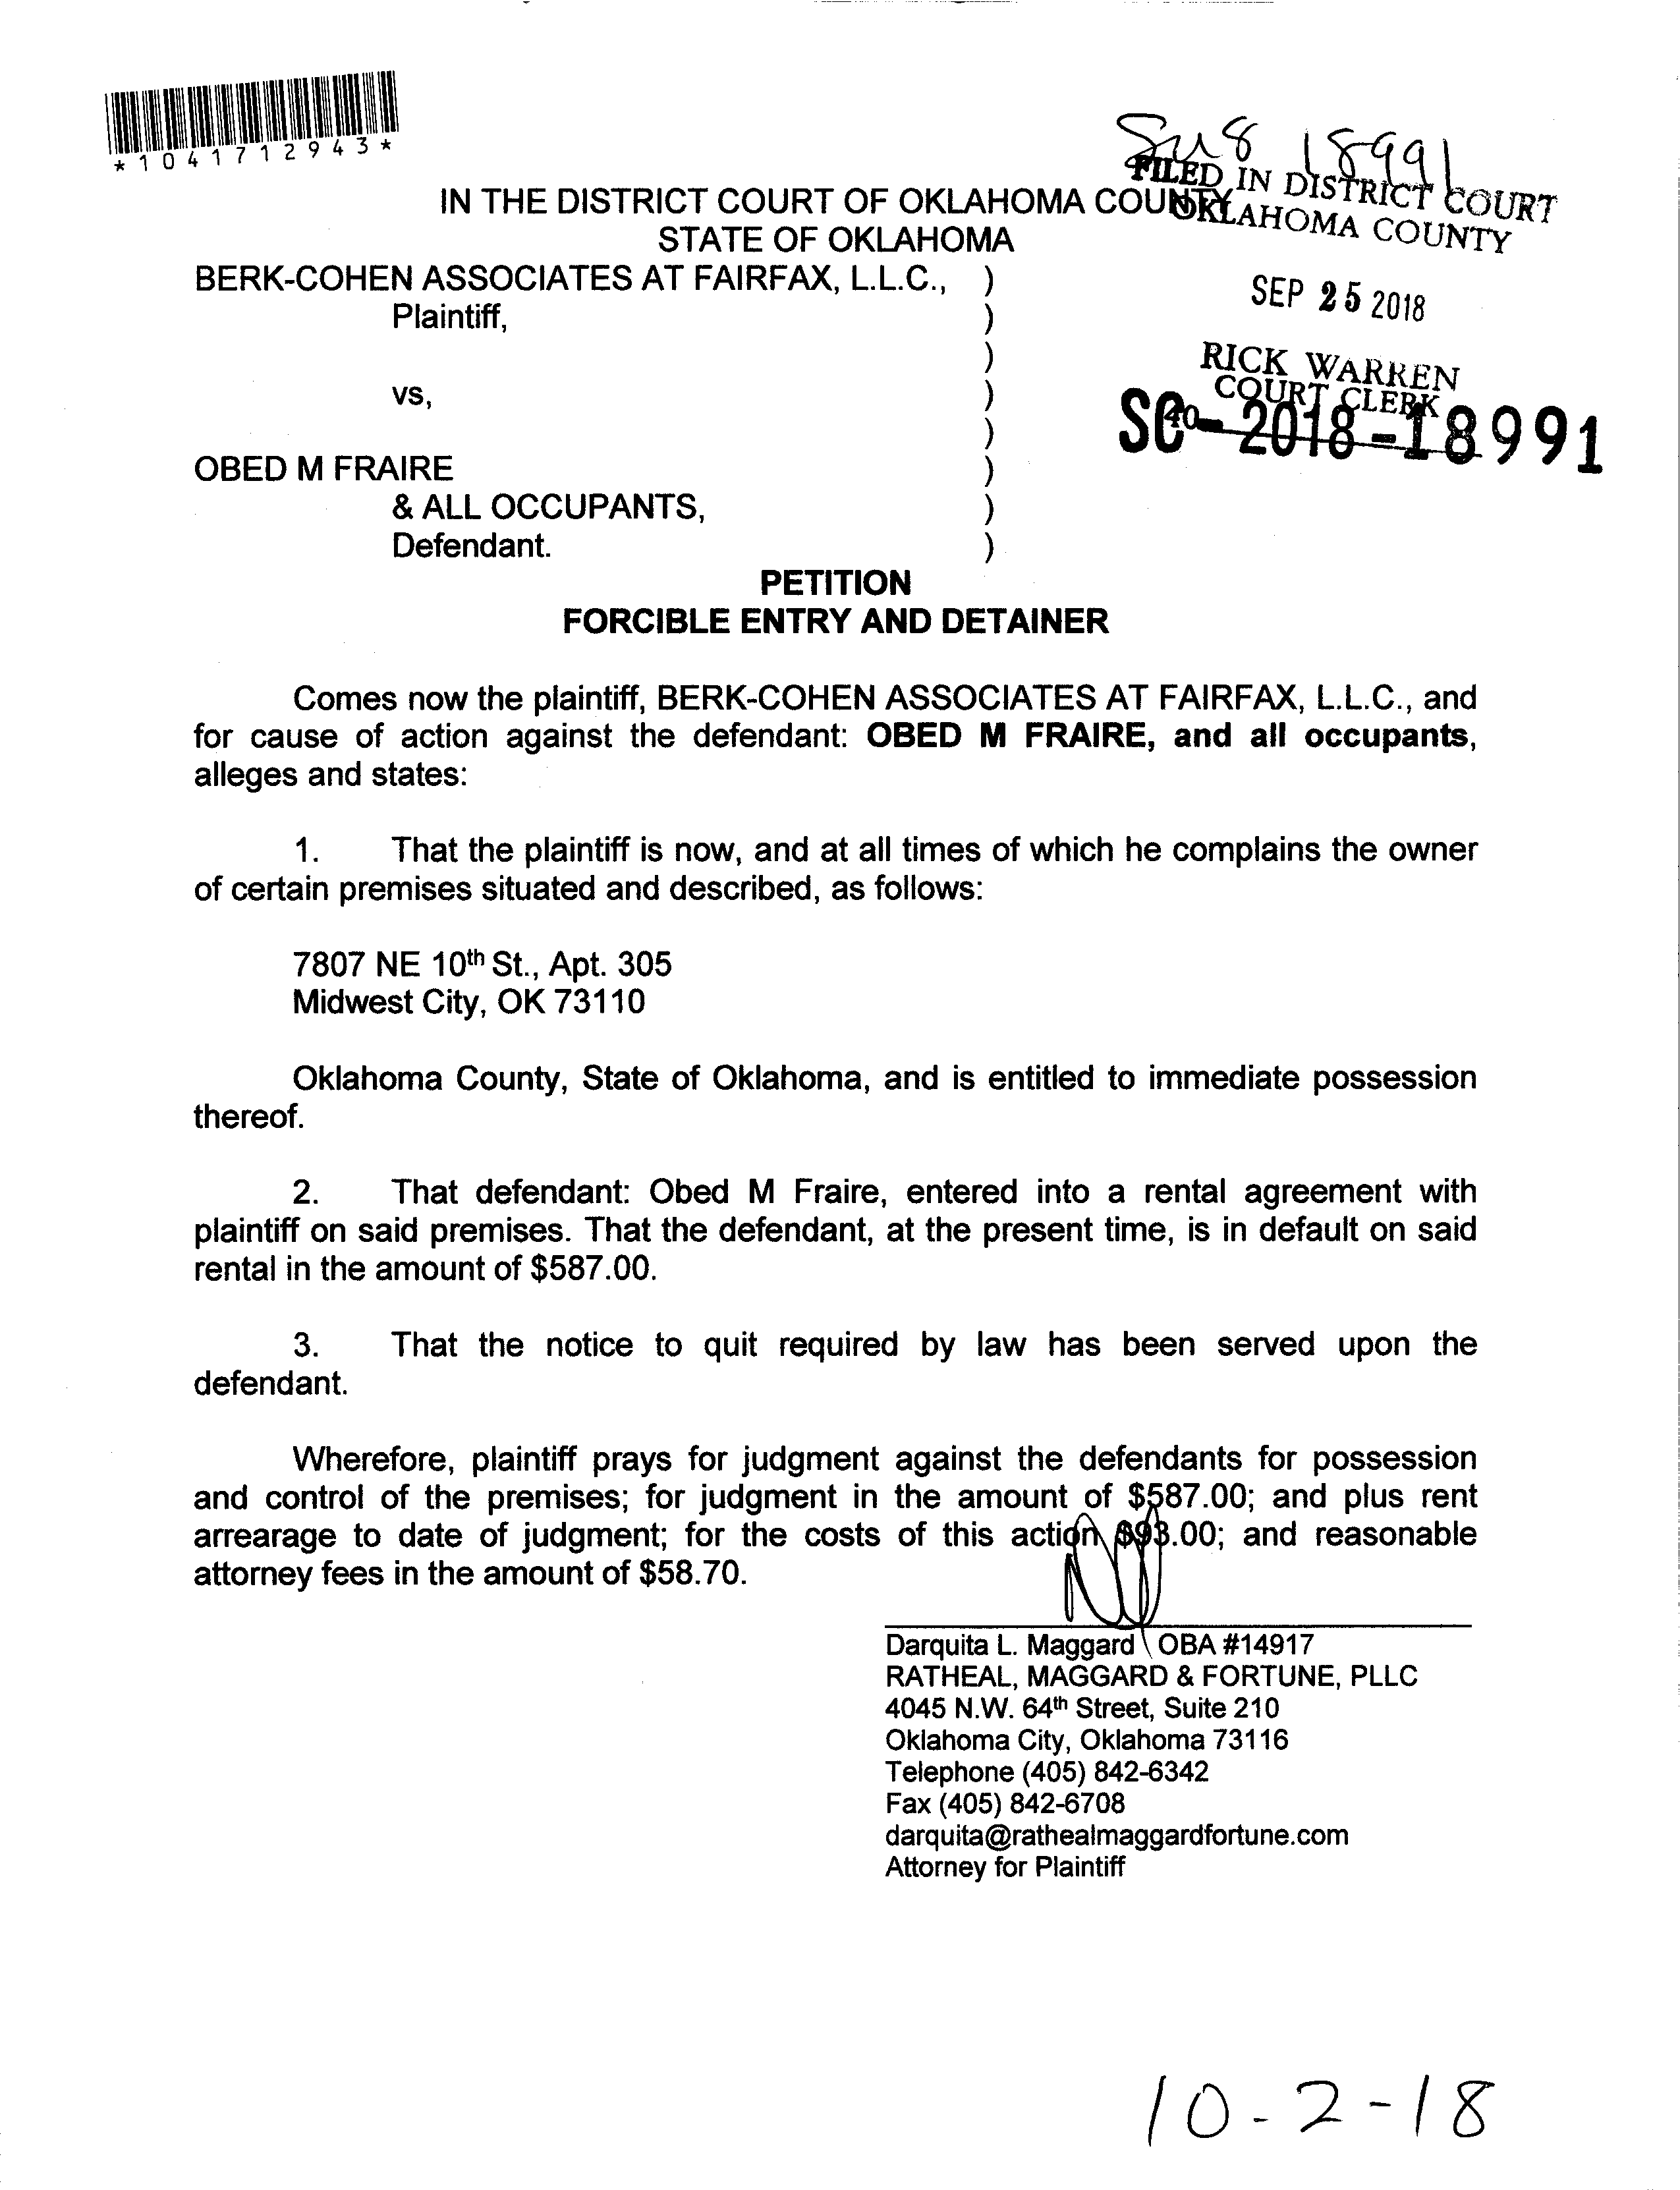 *1041712943*
18991
FILED IN DISTRICT COURT
OKLAHOMA COUNTY
IN THE DISTRICT COURT OF OKLAHOMA COUNTY
STATE OF OKLAHOMA
BERK-COHEN ASSOCIATES AT FAIRFAX, L.L.C., )
Plaintiff, )
)
vs, )
)
OBED M FRAIRE )
& ALL OCCUPANTS, )
Defendant. )
SEP 25 2018
RICK WARREN
COURT CLERK
40
SC-2018-18991
PETITION
FORCIBLE ENTRY AND DETAINER
Comes now the plaintiff, BERK-COHEN ASSOCIATES AT FAIRFAX, L.L.C., and
for cause of action against the defendant: OBED M FRAIRE, and all occupants,
alleges and states:
1. That the plaintiff is now, and at all times of which he complains the owner
of certain premises situated and described, as follows:
7807 NE 10th St., Apt. 305
Midwest City, OK 73110
Oklahoma County, State of Oklahoma, and is entitled to immediate possession
thereof.
2. That defendant: Obed M Fraire, entered into a rental agreement with
plaintiff on said premises. That the defendant, at the present time, is in default on said
rental in the amount of $587.00.
3. That the notice to quit required by law has been served upon the
defendant.
Wherefore, plaintiff prays for judgment against the defendants for possession
and control of the premises; for judgment in the amount of $587.00; and plus rent
arrearage to date of judgment; for the costs of this action $93.00; and reasonable
attorney fees in the amount of $58.70.
Darquita L. Maggard OBA #14917
RATHEAL, MAGGARD & FORTUNE, PLLC
4045 N.W. 64th Street, Suite 210
Oklahoma City, Oklahoma 73116
Telephone (405) 842-6342
Fax (405) 842-6708
darquita@rathealmaggardfortune.com
Attorney for Plaintiff
10-2-18